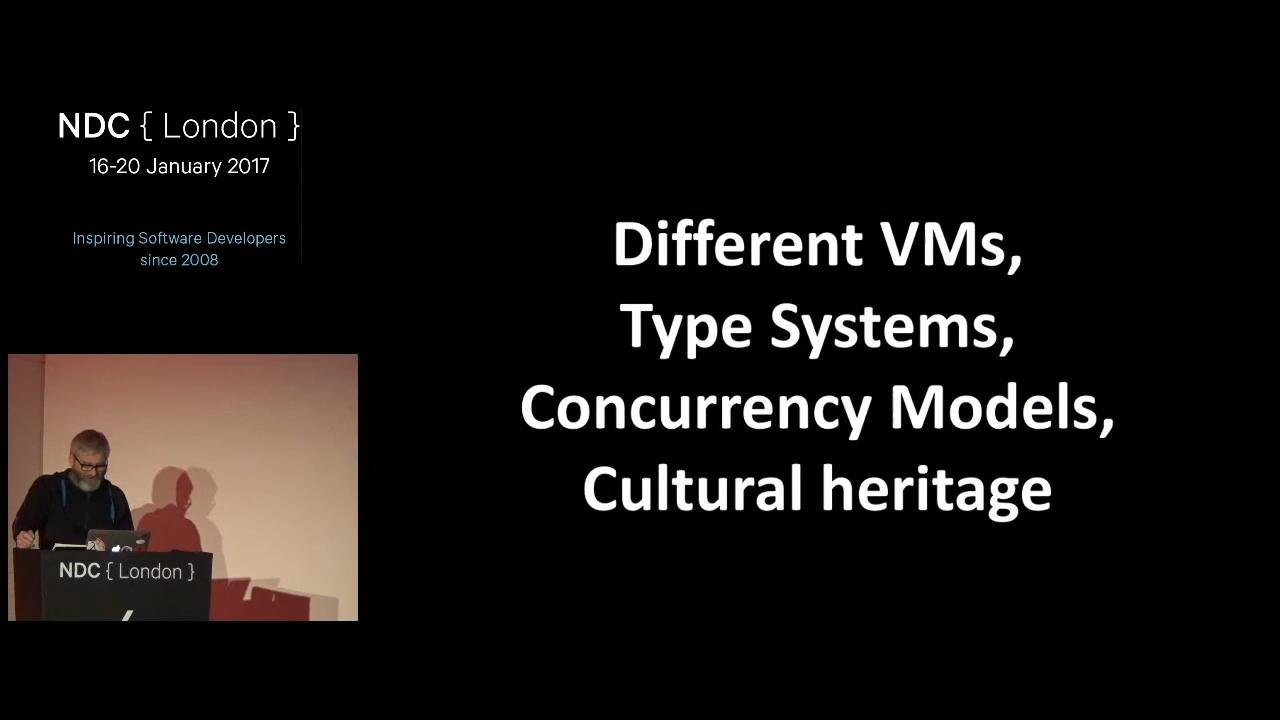 NDC { London }
16-20 January 2017
Inspiring Software Developers
since 2008
Different VMs,
Type Systems,
Concurrency Models,
Cultural heritage
NDC { London }